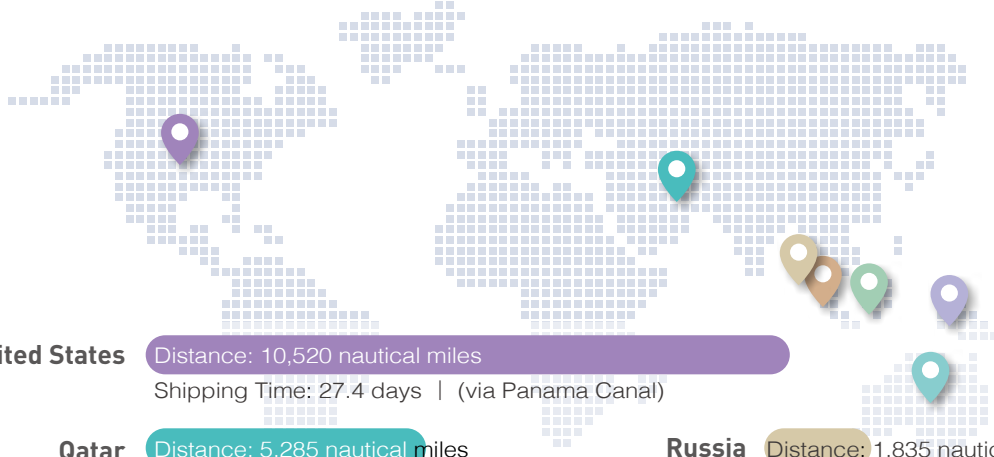 ited States Distance: 10,520 nautical miles
Shipping Time: 27.4 days | (via Panama Canal)
Qatar Distance: 5,285 nautical miles
Russia Distance: 1,835 nautic